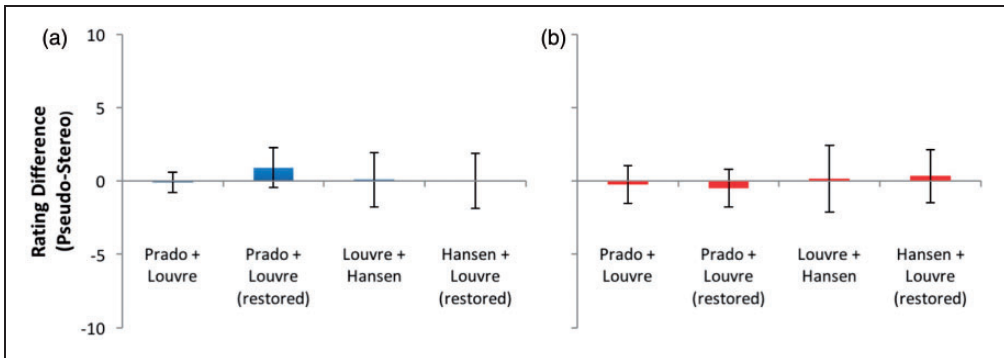 (a)
(b)
Rating Difference
(Pseudo-Stereo)
10
5
0
-5
-10
Prado +
Louvre
Prado +
Louvre
(restored)
Louvre +
Hansen
Hansen +
Louvre
(restored)
Prado +
Louvre
Prado +
Louvre
(restored)
Louvre +
Hansen
Hansen +
Louvre
(restored)